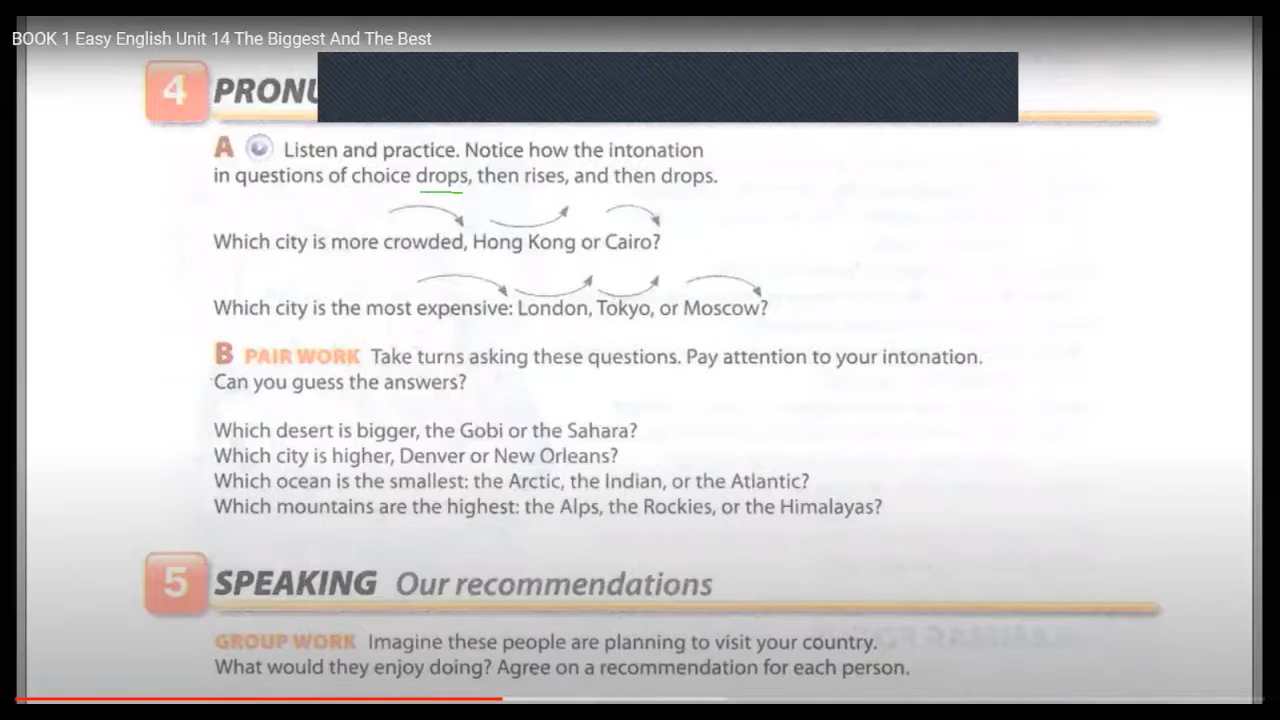 BOOK 1 Easy English Unit 14 The Biggest And The Best
4
A Listen and practice. Notice how the intonation
in questions of choice drops, then rises, and then drops.
Which city is more crowded, Hong Kong or Cairo?
Which city is the most expensive: London, Tokyo, or Moscow?
B PAIR WORK Take turns asking these questions. Pay attention to your intonation.
Can you guess the answers?
Which desert is bigger, the Gobi or the Sahara?
Which city is higher, Denver or New Orleans?
Which ocean is the smallest: the Arctic, the Indian, or the Atlantic?
Which mountains are the highest: the Alps, the Rockies, or the Himalayas?
5 SPEAKING Our recommendations
GROUP WORK Imagine these people are planning to visit your country.
What would they enjoy doing? Agree on a recommendation for each person.